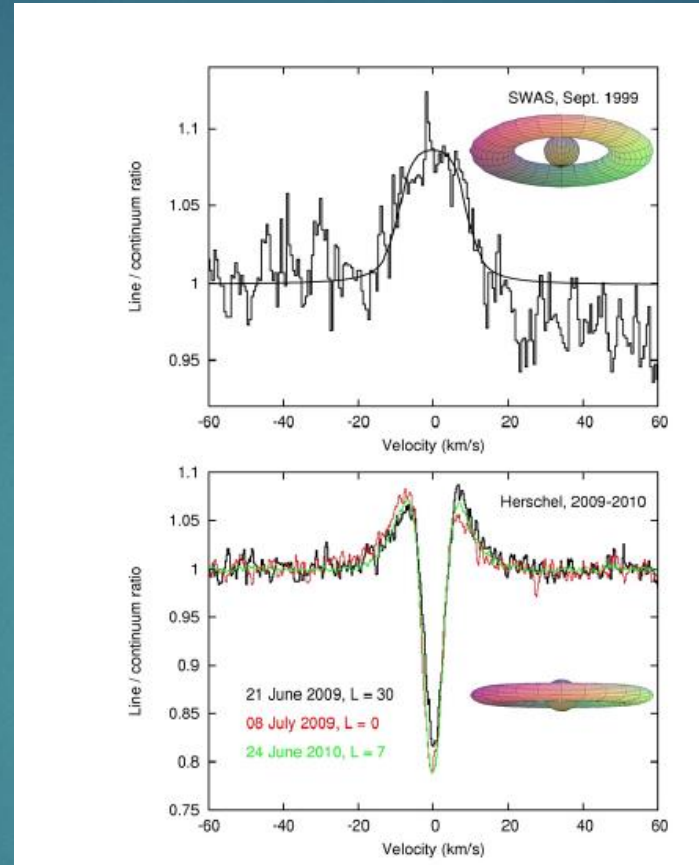 SWAS, Sept. 1999
Line / continuum ratio
1.1
1.05
1
0.95
-60 -40 -20 0 20 40 60
Velocity (km/s)
Herschel, 2009-2010
Line / continuum ratio
1.1
1.05
1
0.95
0.9
0.85
0.8
0.75
21 June 2009, L = 30
08 July 2009, L = 0
24 June 2010, L = 7
-60 -40 -20 0 20 40 60
Velocity (km/s)